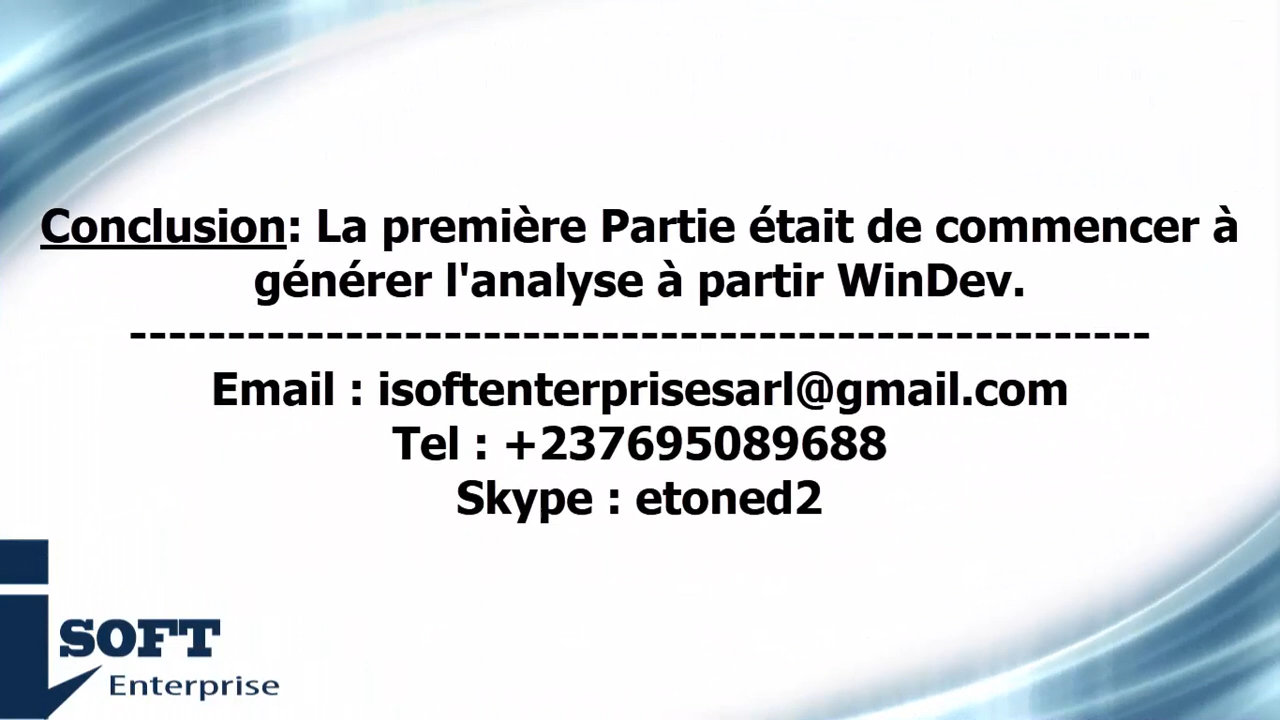 Conclusion: La première Partie était de commencer à
générer l'analyse à partir WinDev.
----------------------------------------------------
Email : isoftenterprisesarl@gmail.com
Tel : +237695089688
Skype : etoned2
iSOFT
Enterprise